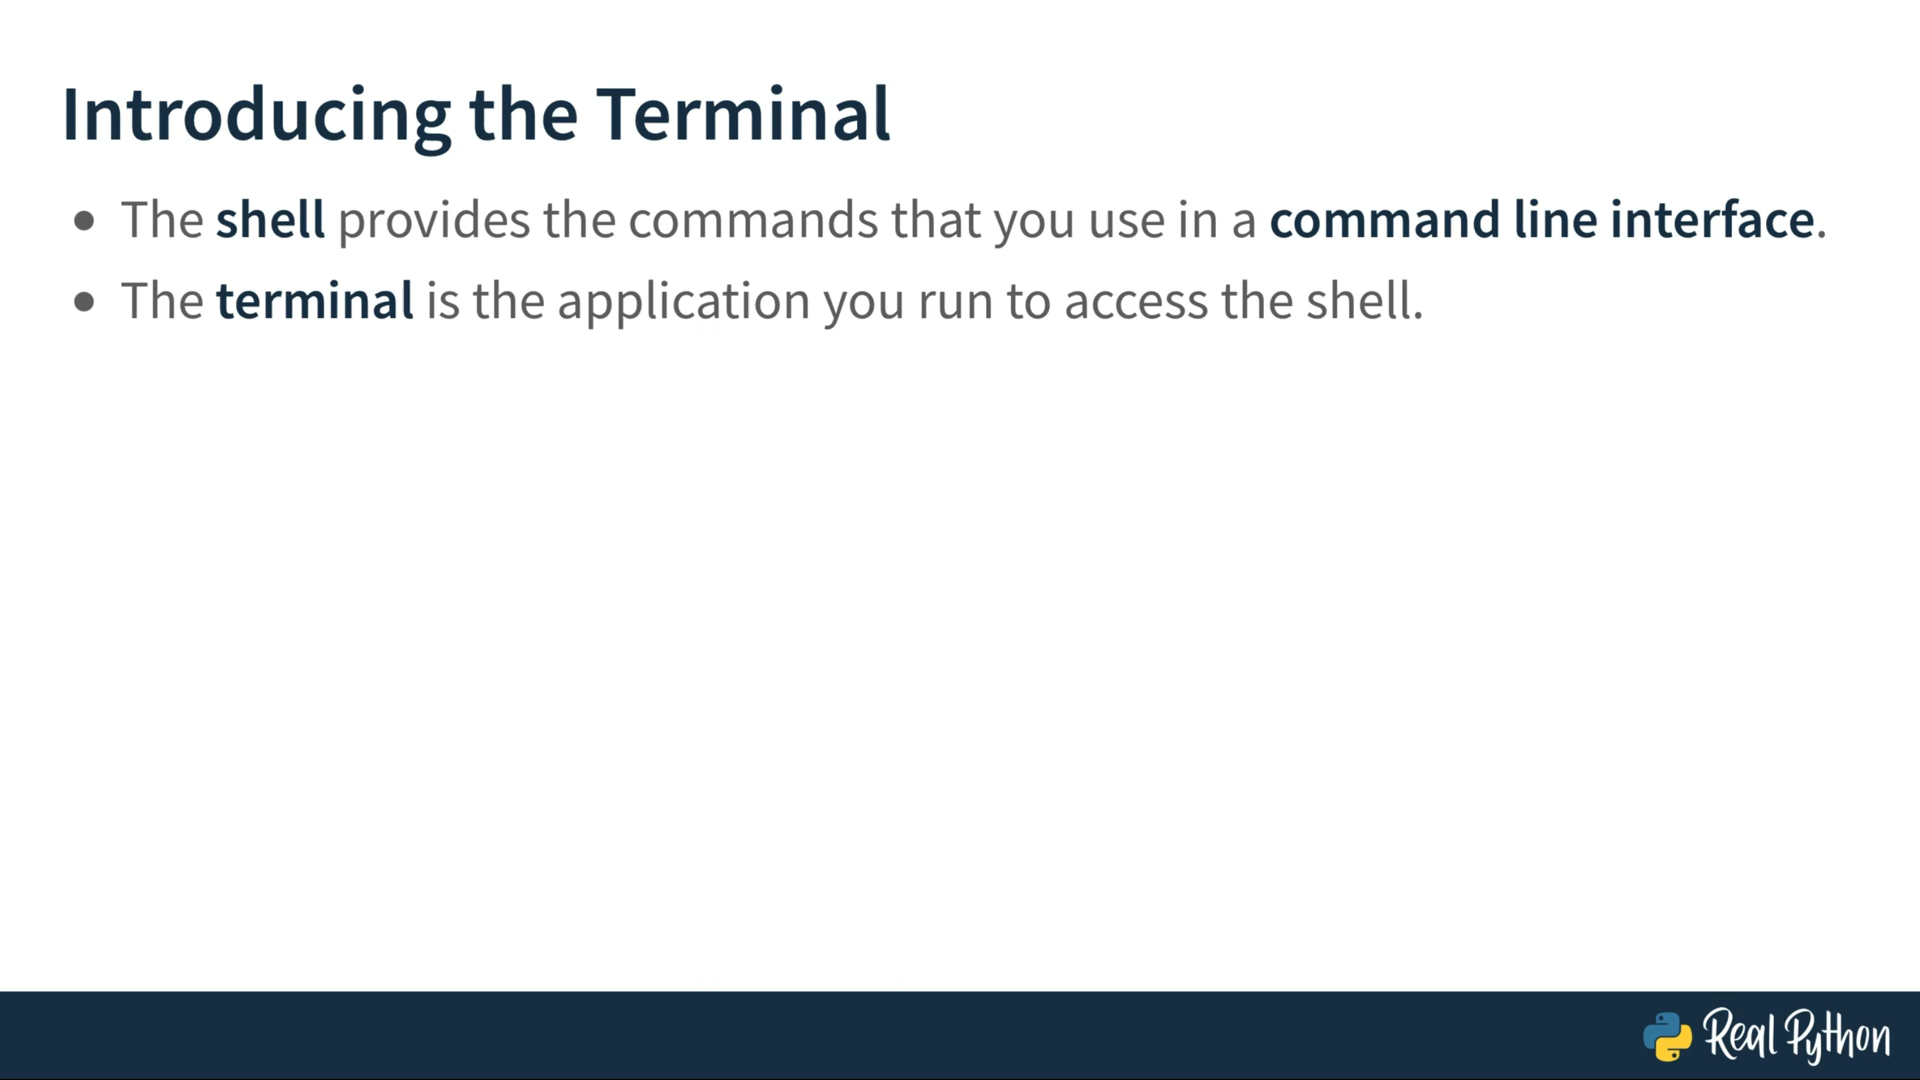 Introducing the Terminal
• The shell provides the commands that you use in a command line interface.
• The terminal is the application you run to access the shell.
Real Python